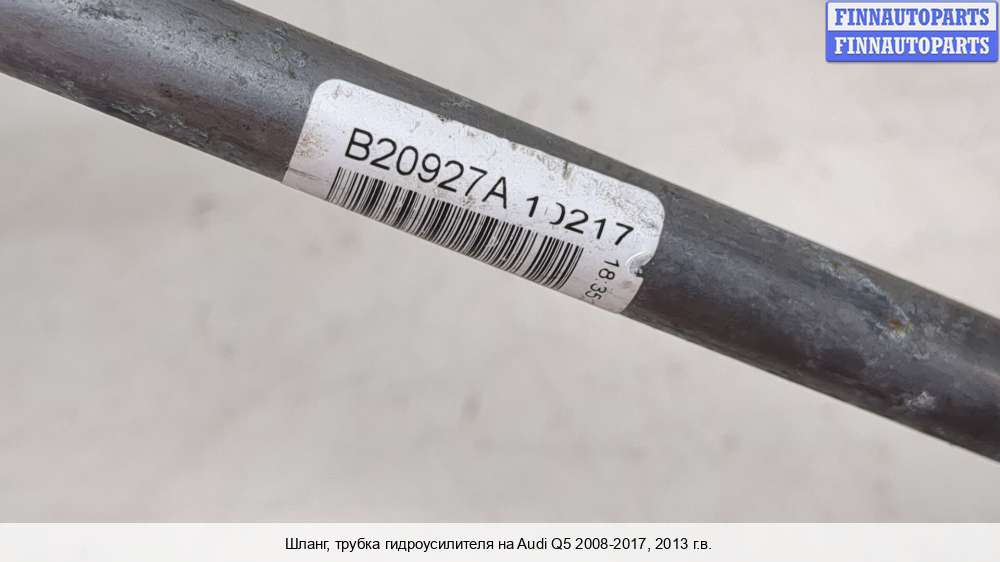 FINNAUTOPARTS
FINNAUTOPARTS
B20927A 10217
18:35
Шланг, трубка гидроусилителя на Audi Q5 2008-2017, 2013 г.в.